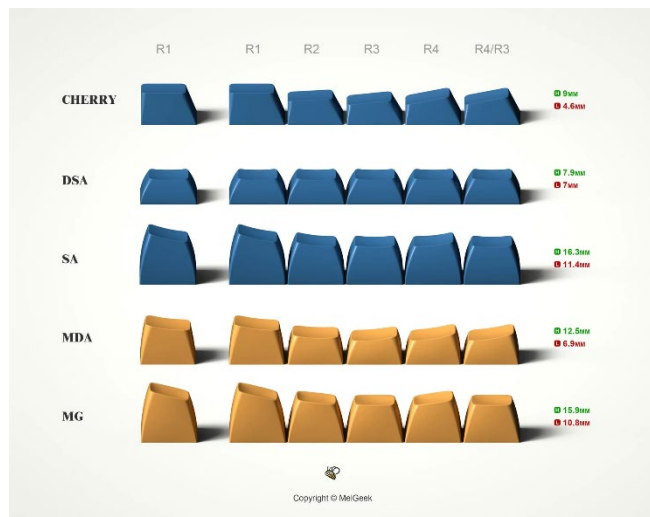 R1 R1 R2 R3 R4 R4/R3
CHERRY
H 9MM
L 4.6MM
DSA
H 7.9MM
L 7MM
SA
H 16.3MM
L 11.4MM
MDA
H 12.5MM
L 6.9MM
MG
H 15.9MM
L 10.8MM
Copyright © MelGeek